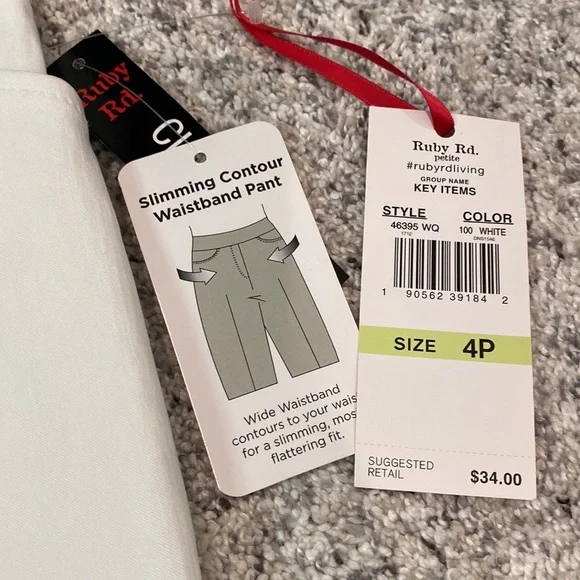 Ruby
Rd.
Slimming Contour
Waistband Pant
Wide Waistband
contours to your wais
for a slimming, mos
flattering fit.
Ruby Rd.
petite
#rubyrdliving
GROUP NAME
KEY ITEMS
STYLE COLOR
46395 WQ 100 WHITE
1712 DNS1546
1 90562 39184 2
SIZE 4P
SUGGESTED
RETAIL $34.00